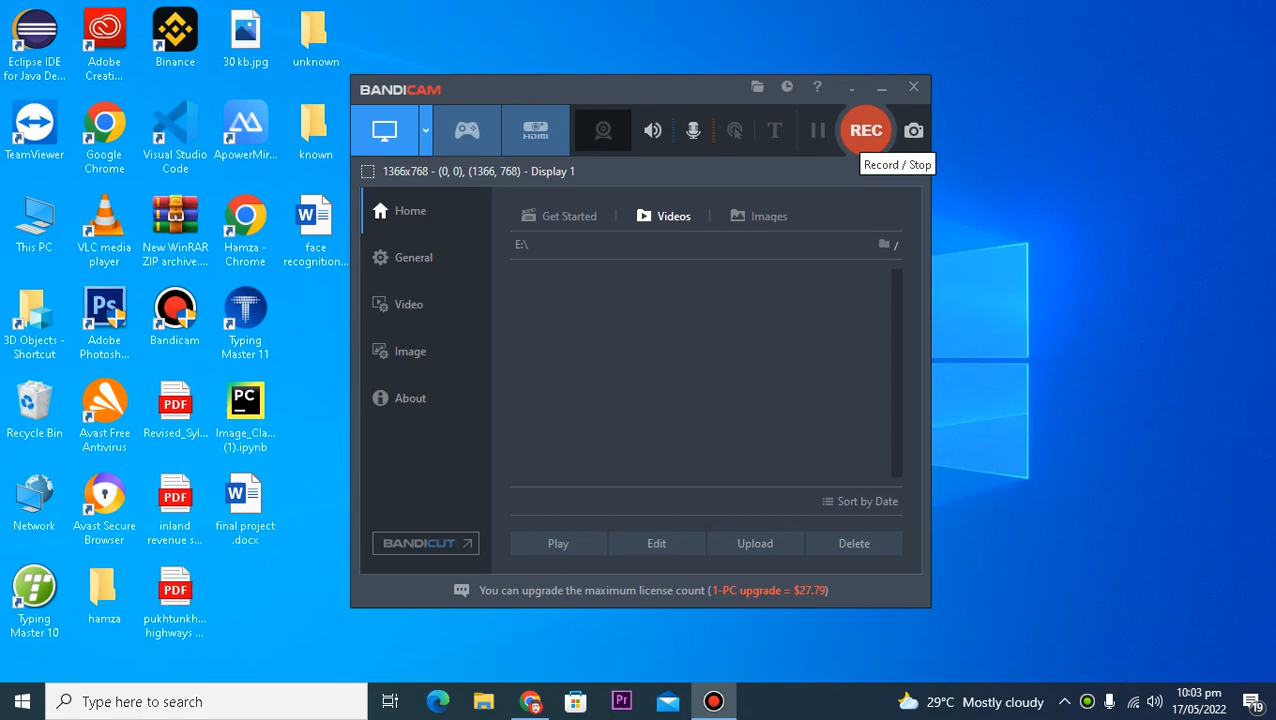 Eclipse IDE
for Java De...
Adobe
Creati...
Binance
30 kb.jpg
unknown
TeamViewer
Google
Chrome
Visual Studio
Code
ApowerMir...
known
This PC
VLC media
player
New WinRAR
ZIP archive....
Hamza -
Chrome
face
recognition...
3D Objects -
Shortcut
Adobe
Photosh...
Bandicam
Typing
Master 11
Recycle Bin
Avast Free
Antivirus
PDF
Revised_Syl...
PC
Image_Cla...
(1).ipynb
Network
Avast Secure
Browser
PDF
inland
revenue s...
final project
.docx
Typing
Master 10
hamza
PDF
pukhtunkh...
highways ...
BANDICAM
HDMI
REC
Record / Stop
1366x768 - (0, 0), (1366, 768) - Display 1
Home
General
Video
Image
About
BANDICUT
Get Started
Videos
Images
E:\
/
Sort by Date
Play
Edit
Upload
Delete
You can upgrade the maximum license count (1-PC upgrade = $27.79)
Type here to search
29°C Mostly cloudy
10:03 pm
17/05/2022
19